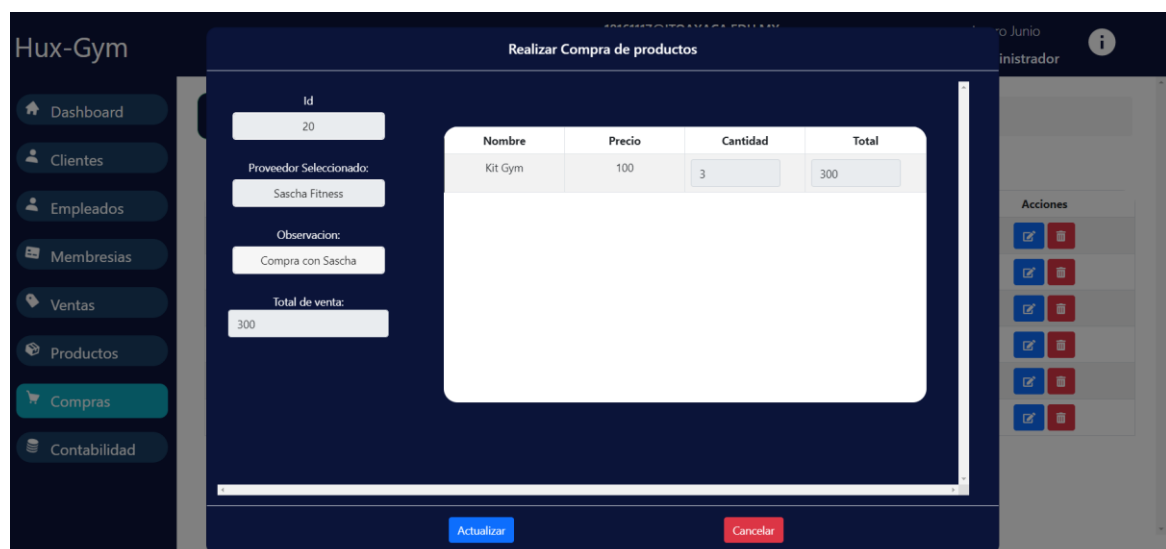 Hux-Gym
Junio
inistrador
Dashboard
Clientes
Empleados
Membresias
Ventas
Productos
Compras
Contabilidad
Realizar Compra de productos
Id
20
Proveedor Seleccionado:
Sascha Fitness
Observacion:
Compra con Sascha
Total de venta:
300
Nombre Precio Cantidad Total
Kit Gym 100 3 300
Acciones
Actualizar Cancelar